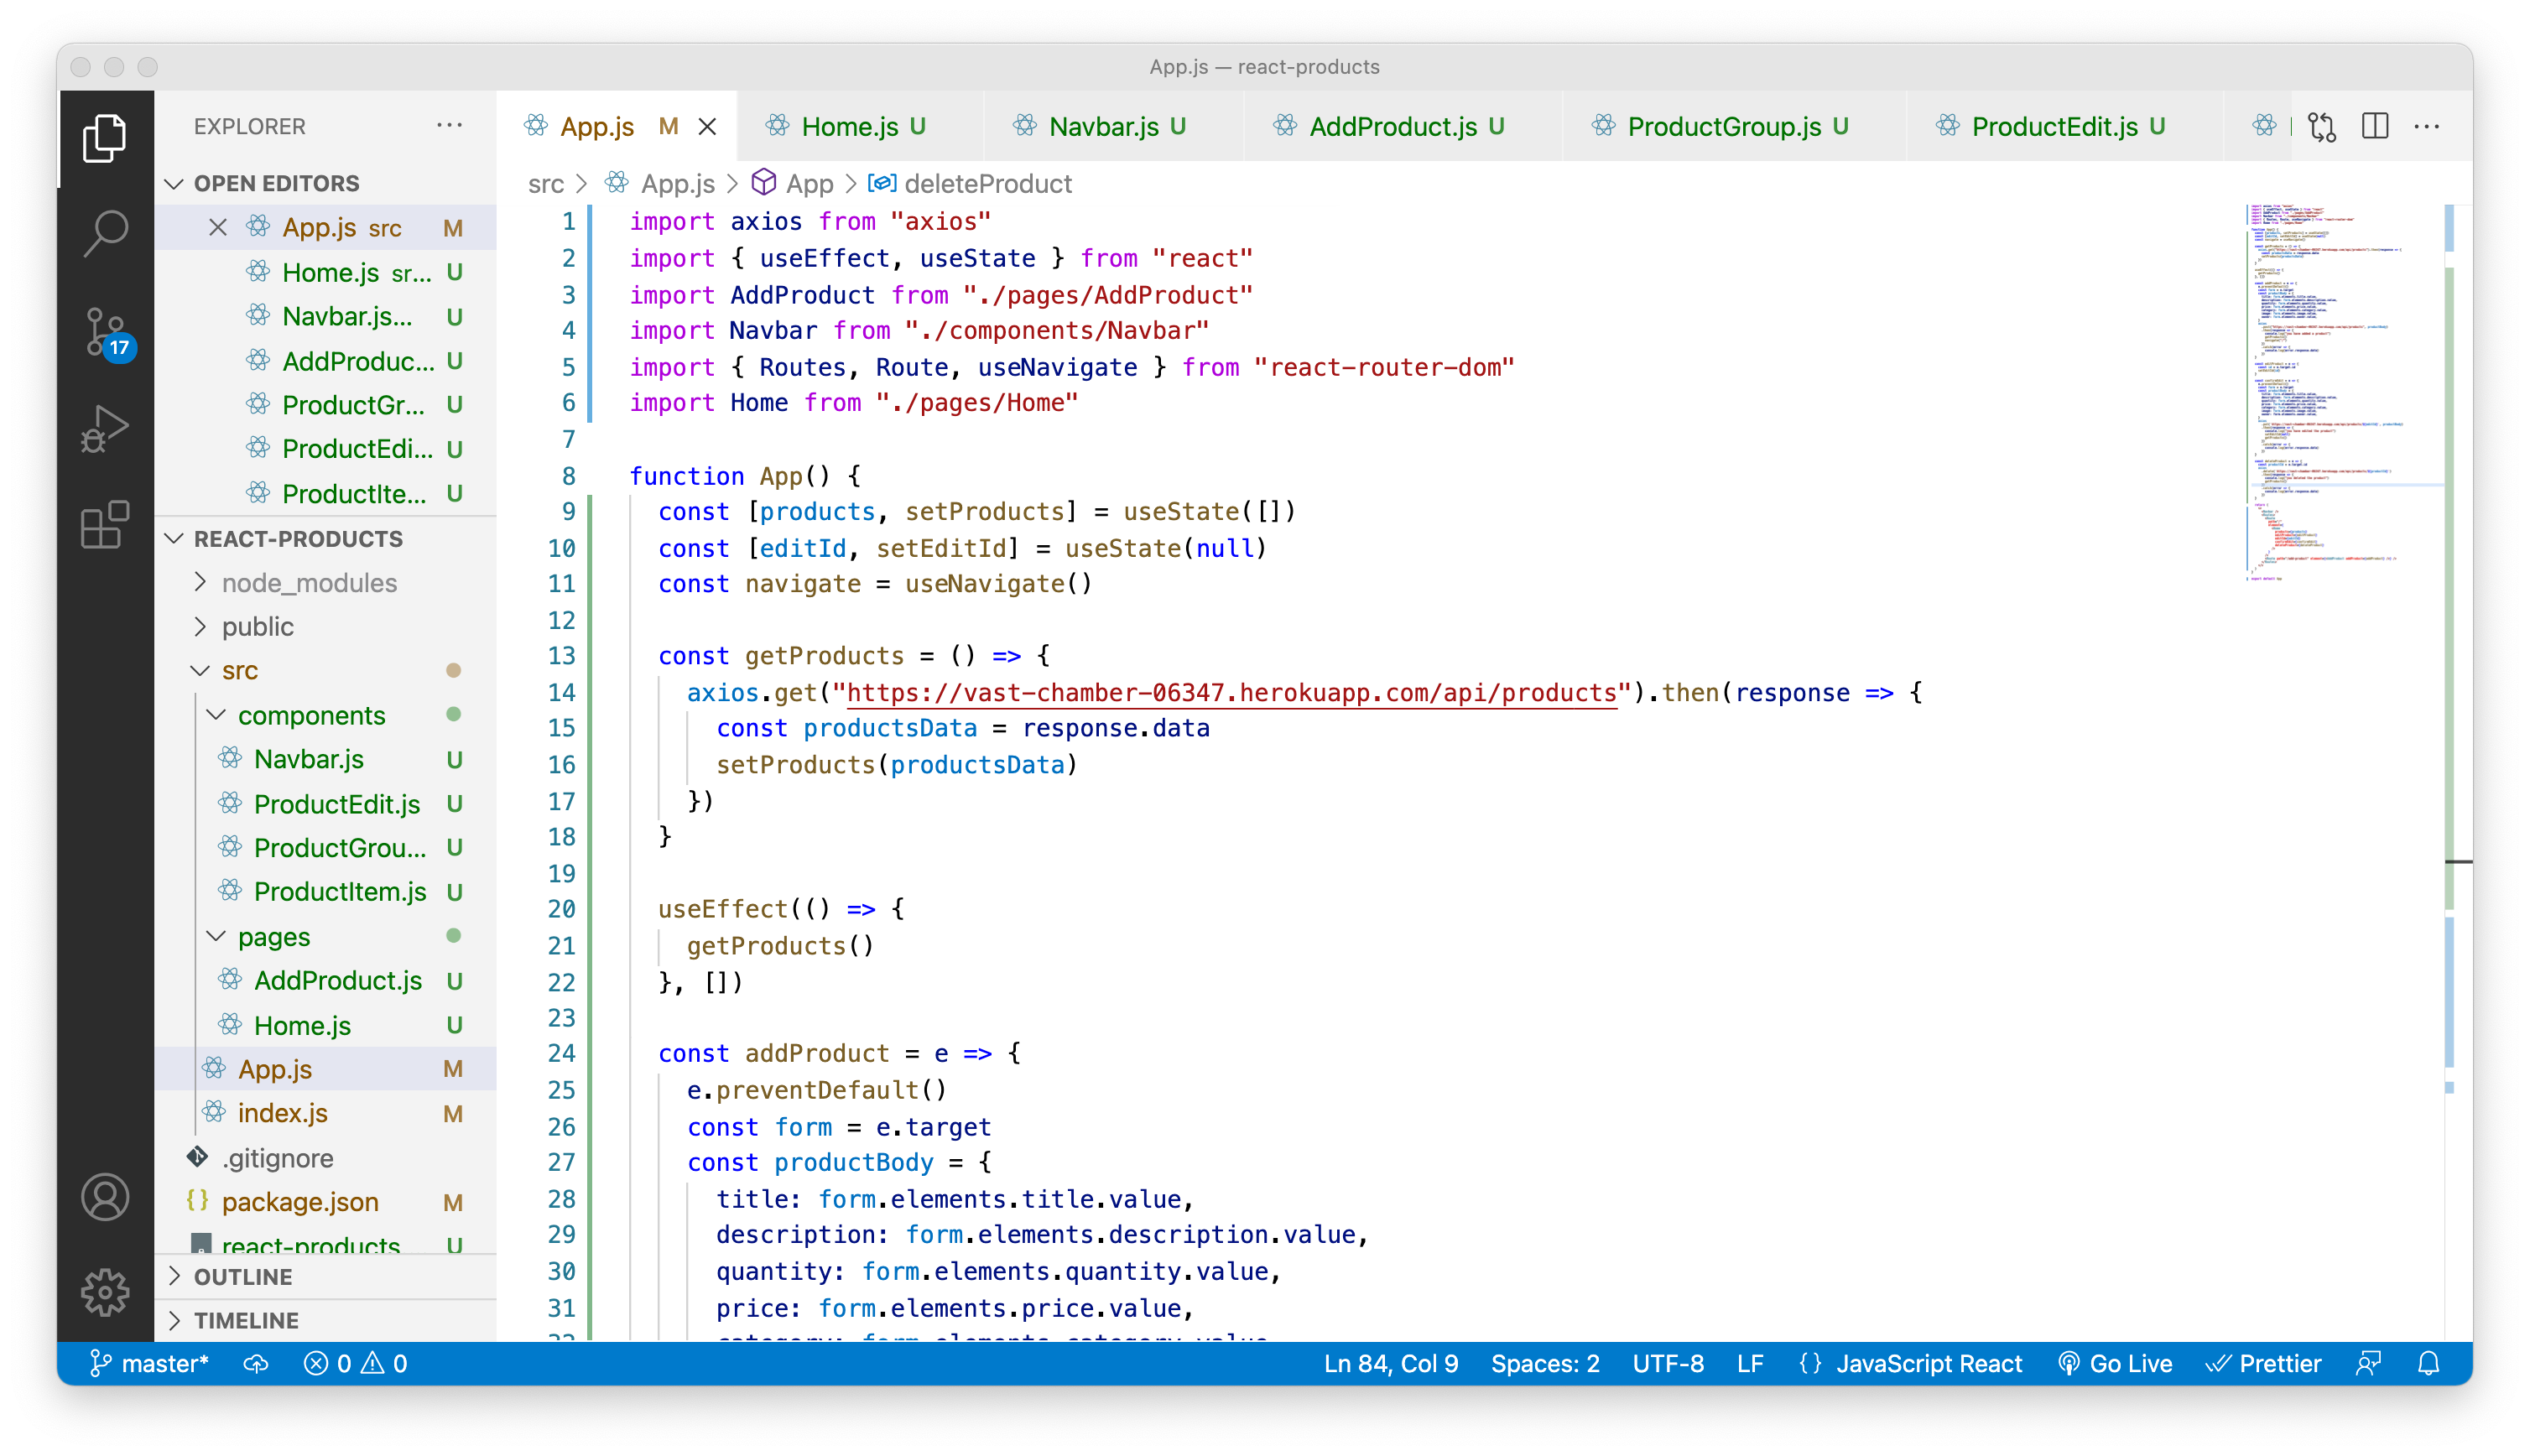 App.js — react-products
EXPLORER
App.js M
Home.js U
Navbar.js U
AddProduct.js U
ProductGroup.js U
ProductEdit.js U
OPEN EDITORS
App.js src M
Home.js sr... U
Navbar.js... U
AddProduc... U
ProductGr... U
ProductEdi... U
ProductIte... U
17
REACT-PRODUCTS
node_modules
public
src
components
Navbar.js U
ProductEdit.js U
ProductGrou... U
ProductItem.js U
pages
AddProduct.js U
Home.js U
App.js M
index.js M
.gitignore
{} package.json M
react-products U
OUTLINE
TIMELINE
src > App.js > App > deleteProduct
1 import axios from "axios"
2 import { useEffect, useState } from "react"
3 import AddProduct from "./pages/AddProduct"
4 import Navbar from "./components/Navbar"
5 import { Routes, Route, useNavigate } from "react-router-dom"
6 import Home from "./pages/Home"
7
8 function App() {
9 const [products, setProducts] = useState([])
10 const [editId, setEditId] = useState(null)
11 const navigate = useNavigate()
12
13 const getProducts = () => {
14 axios.get("https://vast-chamber-06347.herokuapp.com/api/products").then(response => {
15 const productsData = response.data
16 setProducts(productsData)
17 })
18 }
19
20 useEffect(() => {
21 getProducts()
22 }, [])
23
24 const addProduct = e => {
25 e.preventDefault()
26 const form = e.target
27 const productBody = {
28 title: form.elements.title.value,
29 description: form.elements.description.value,
30 quantity: form.elements.quantity.value,
31 price: form.elements.price.value,
32 category: form.elements.category.value,
master* 0 0
Ln 84, Col 9 Spaces: 2 UTF-8 LF {} JavaScript React Go Live Prettier